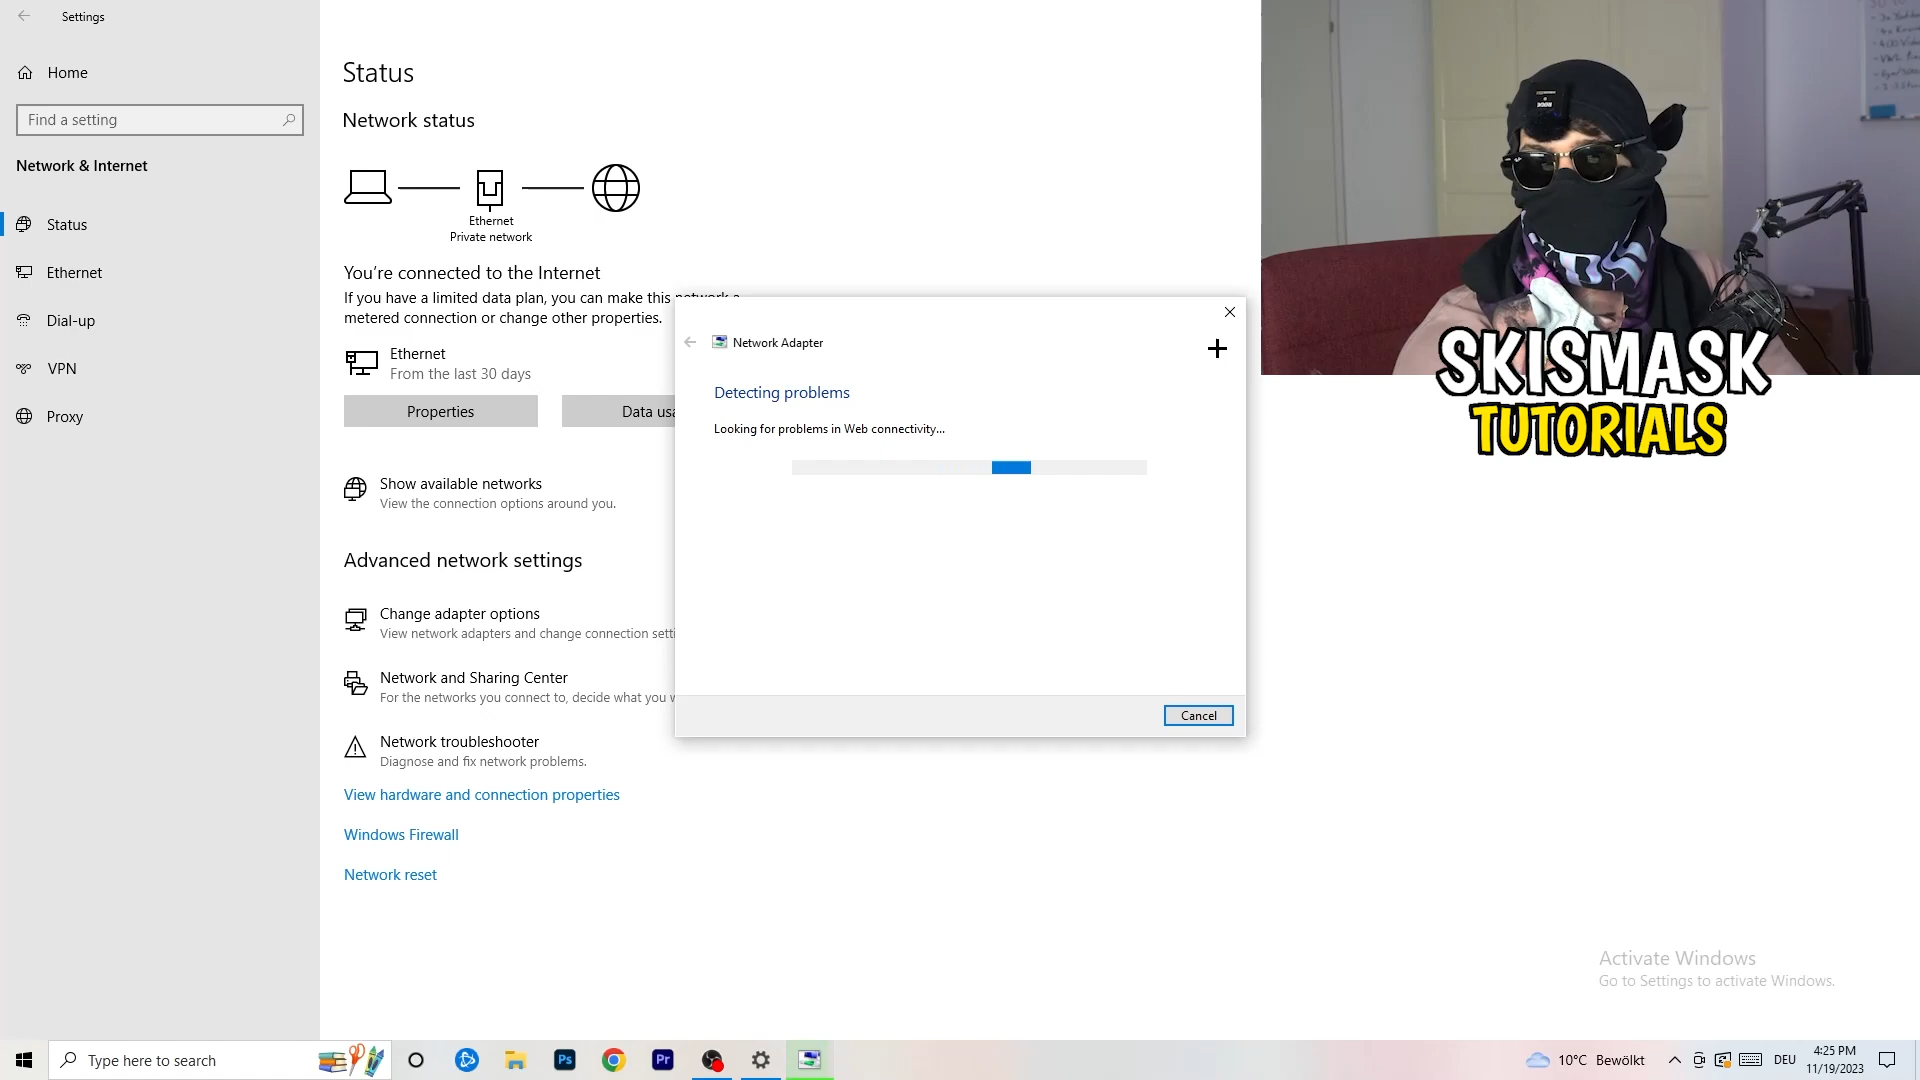 Settings
Home
Find a setting
Network & Internet
Status
Ethernet
Dial-up
VPN
Proxy
Status
Network status
Ethernet
Private network
You're connected to the Internet
If you have a limited data plan, you can make this network a
metered connection or change other properties.
Ethernet
From the last 30 days
Properties
Data usa
Show available networks
View the connection options around you.
Advanced network settings
Change adapter options
View network adapters and change connection setti
Network and Sharing Center
For the networks you connect to, decide what you w
Network troubleshooter
Diagnose and fix network problems.
View hardware and connection properties
Windows Firewall
Network reset
Network Adapter
Detecting problems
Looking for problems in Web connectivity...
Cancel
SKISMASK
TUTORIALS
Activate Windows
Go to Settings to activate Windows.
Type here to search
Ps
Pr
10°C Bewölkt
DEU
4:25 PM
11/19/2023